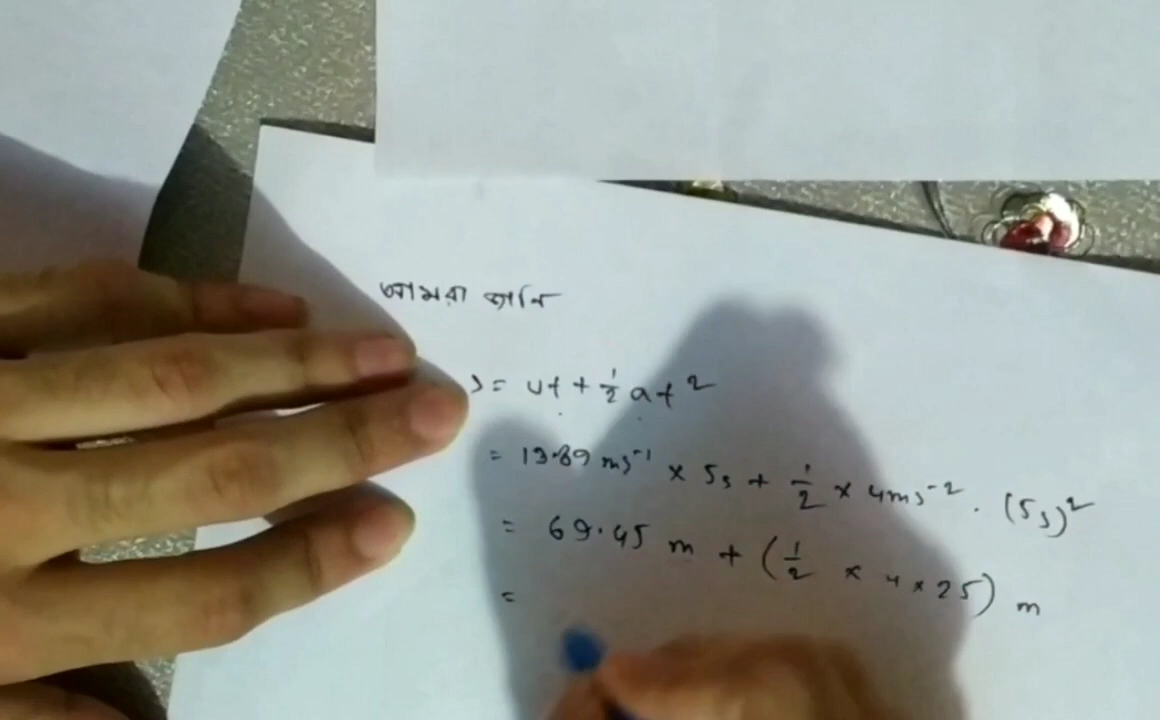 আমরা জানি
s = ut + 1/2 at²
= 13.89 ms⁻¹ × 5s + 1/2 × 4ms⁻² . (5s)²
= 69.45 m + (1/2 × 4 × 25) m
=